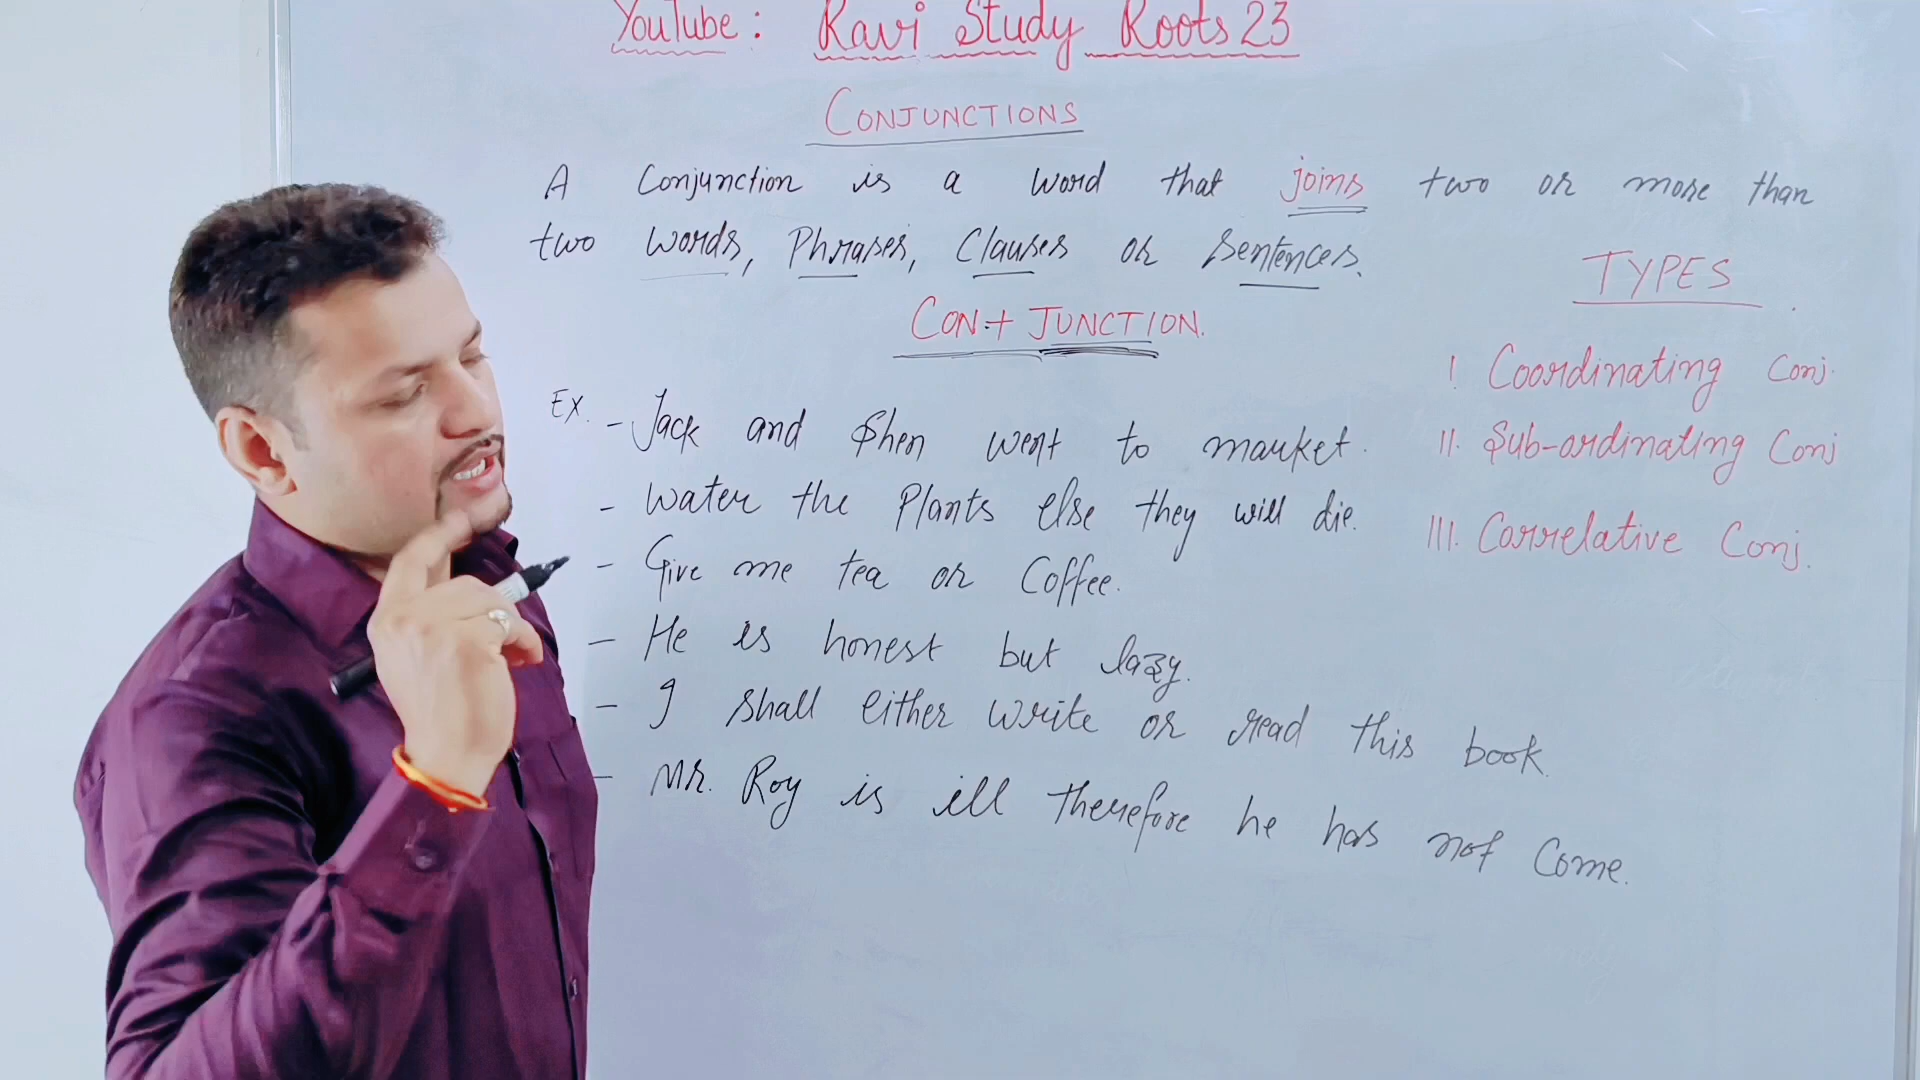 YouTube: Ravi Study Roots 23
CONJUNCTIONS
A Conjunction is a word that joins two or more than
two words, Phrases, Clauses or Sentences.
CON + JUNCTION.
TYPES
I Coordinating Conj.
II. Sub-ordinating Conj
III. Correlative Conj.
EX. - Jack and Shen went to market.
- Water the Plants else they will die.
- Give me tea or Coffee.
- He is honest but lazy.
- I shall either write or read this book.
- Mr. Roy is ill therefore he has not Come.